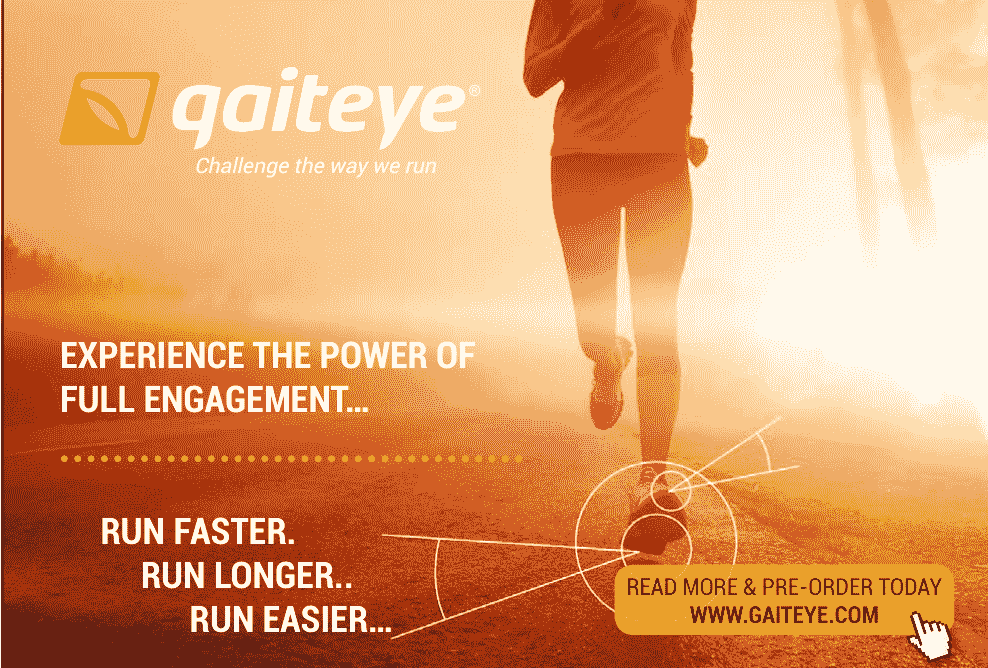 gaiteye®
Challenge the way we run
EXPERIENCE THE POWER OF
FULL ENGAGEMENT...
RUN FASTER.
RUN LONGER..
RUN EASIER...
READ MORE & PRE-ORDER TODAY
WWW.GAITEYE.COM